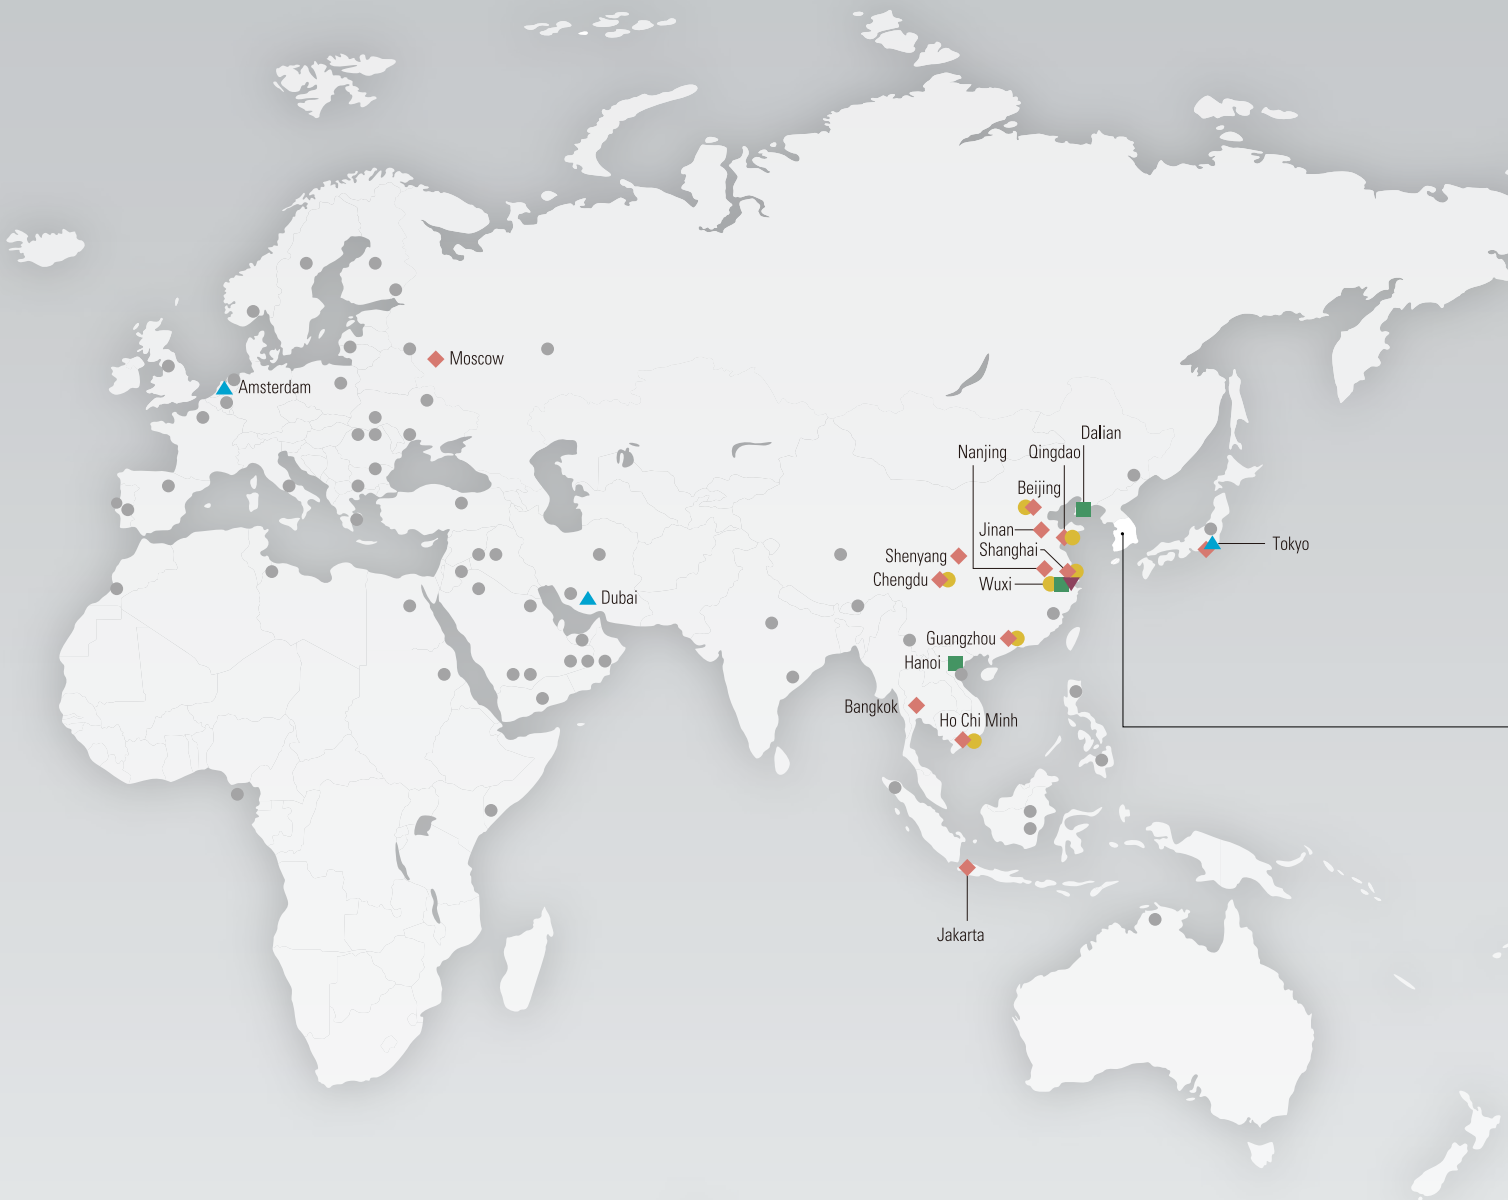 Moscow
Amsterdam
Dalian
Nanjing
Qingdao
Beijing
Jinan
Tokyo
Shanghai
Shenyang
Chengdu
Wuxi
Dubai
Guangzhou
Hanoi
Bangkok
Ho Chi Minh
Jakarta